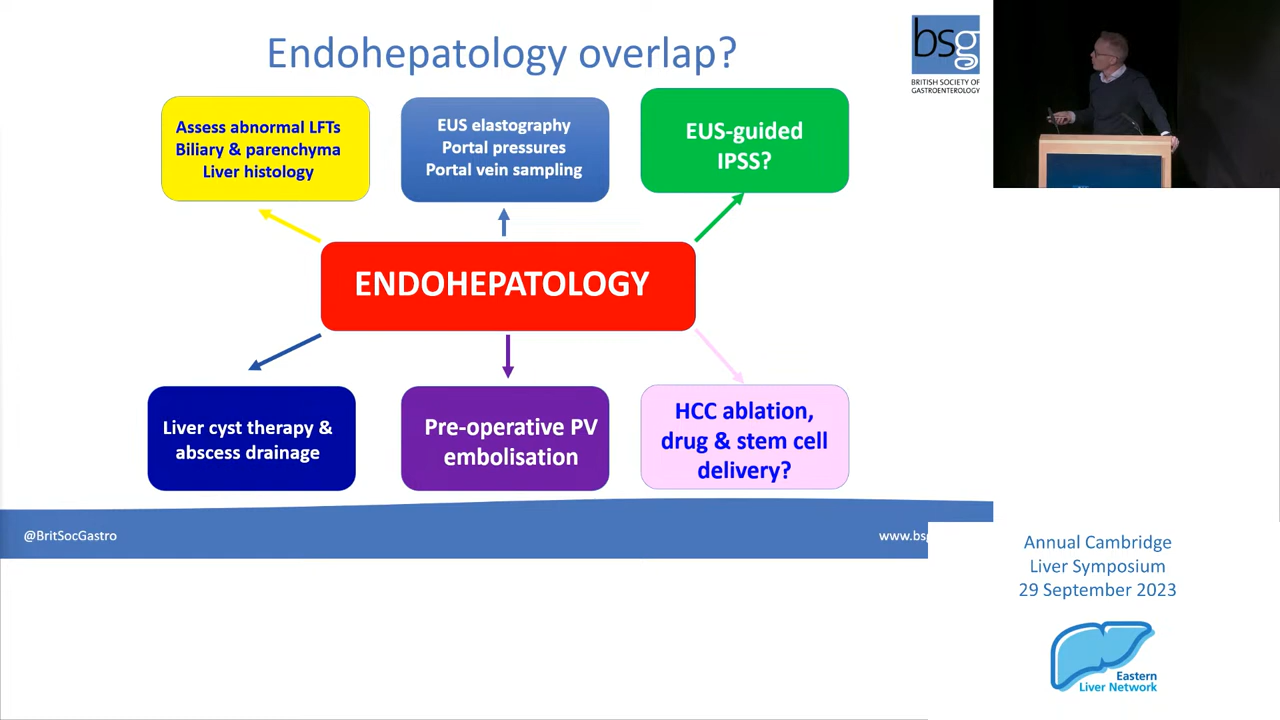 Endohepatology overlap?
bsg
BRITISH SOCIETY OF
GASTROENTEROLOGY
Assess abnormal LFTs
Biliary & parenchyma
Liver histology
EUS elastography
Portal pressures
Portal vein sampling
EUS-guided
IPSS?
ENDOHEPATOLOGY
Liver cyst therapy &
abscess drainage
Pre-operative PV
embolisation
HCC ablation,
drug & stem cell
delivery?
@BritSocGastro
www.bsg
Annual Cambridge
Liver Symposium
29 September 2023
Eastern
Liver Network